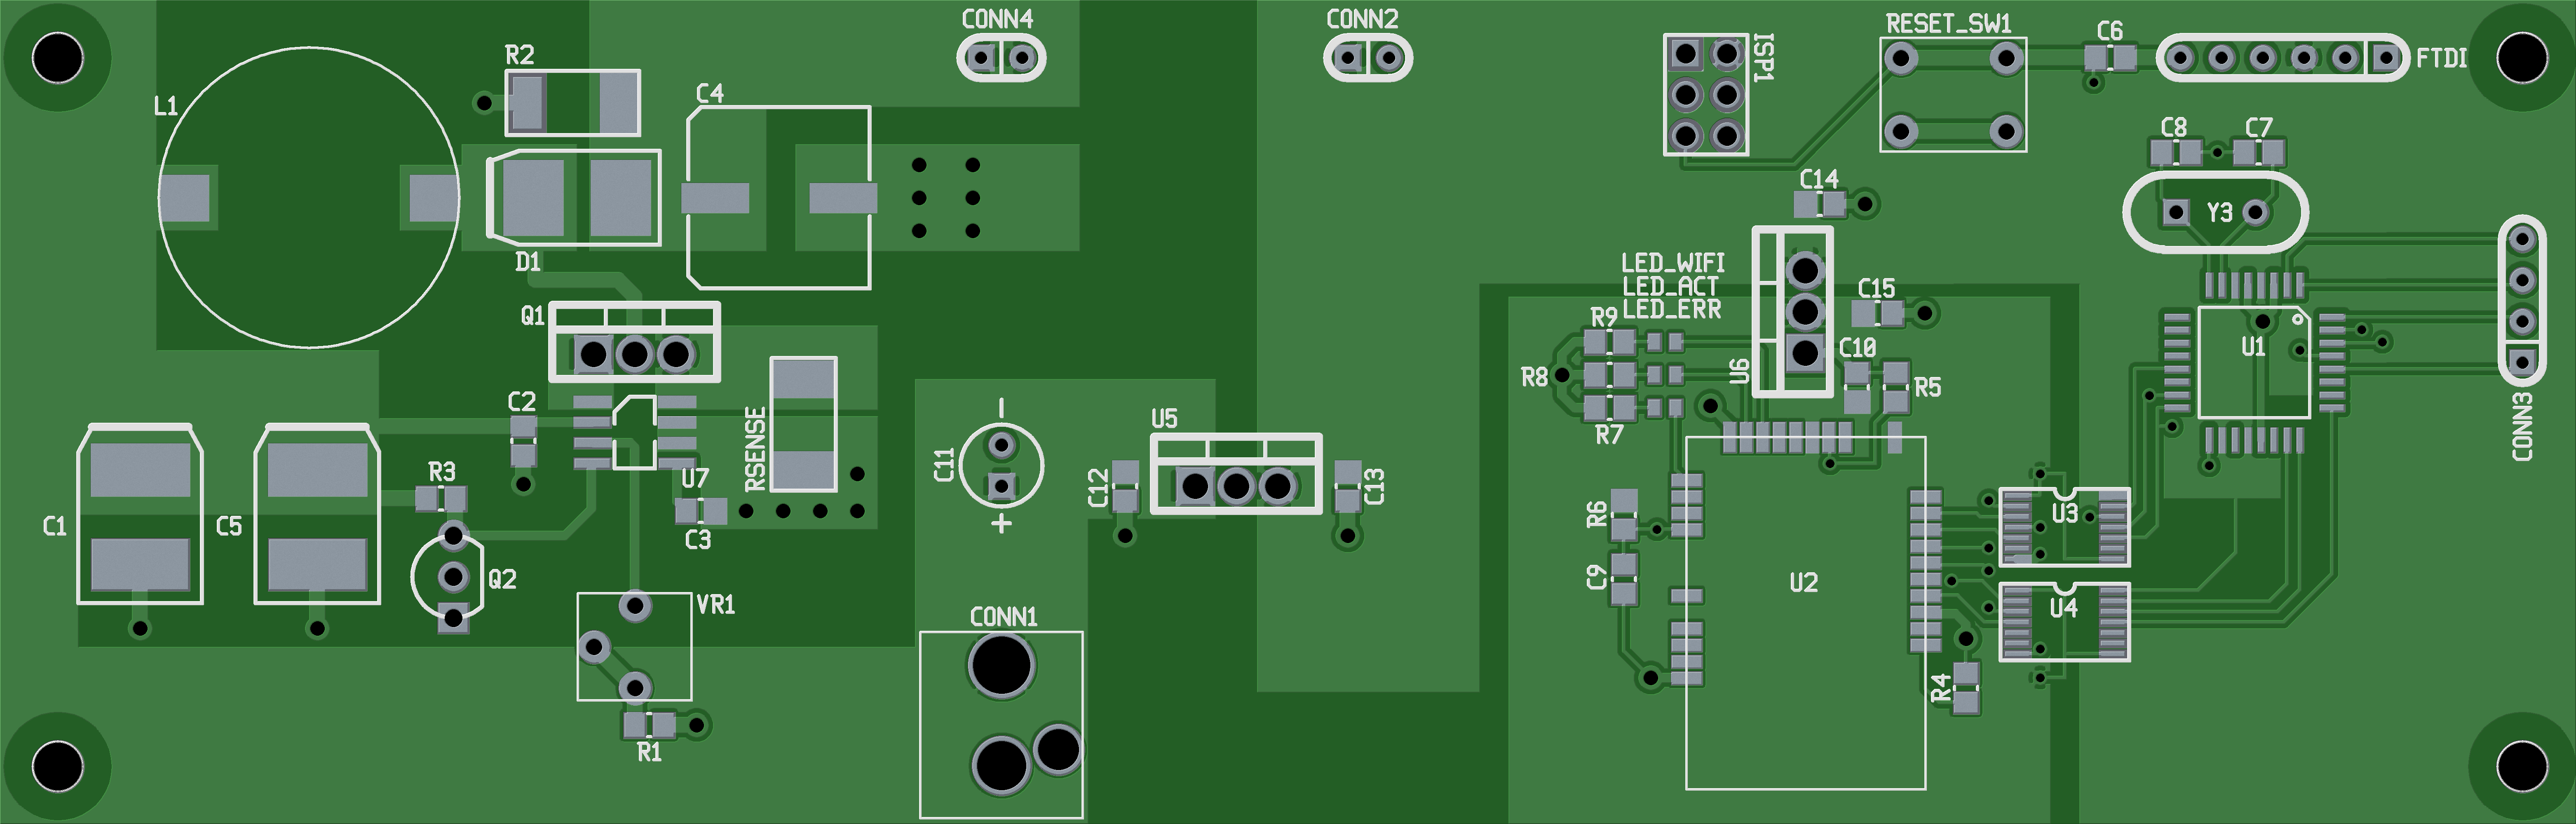 CONN4
CONN2
RESET_SW1
C6
FTDI
R2
ISP1
C4
L1
C8
C7
C14
Y3
D1
LED_WIFI
LED_ACT
LED_ERR
C15
Q1
R9
U6
C10
U1
R8
R5
C2
R7
U5
CONN3
RSENSE
C11
R3
U7
C12
C13
C1
C5
C3
+
R6
U3
Q2
C9
U2
VR1
U4
CONN1
R4
R1